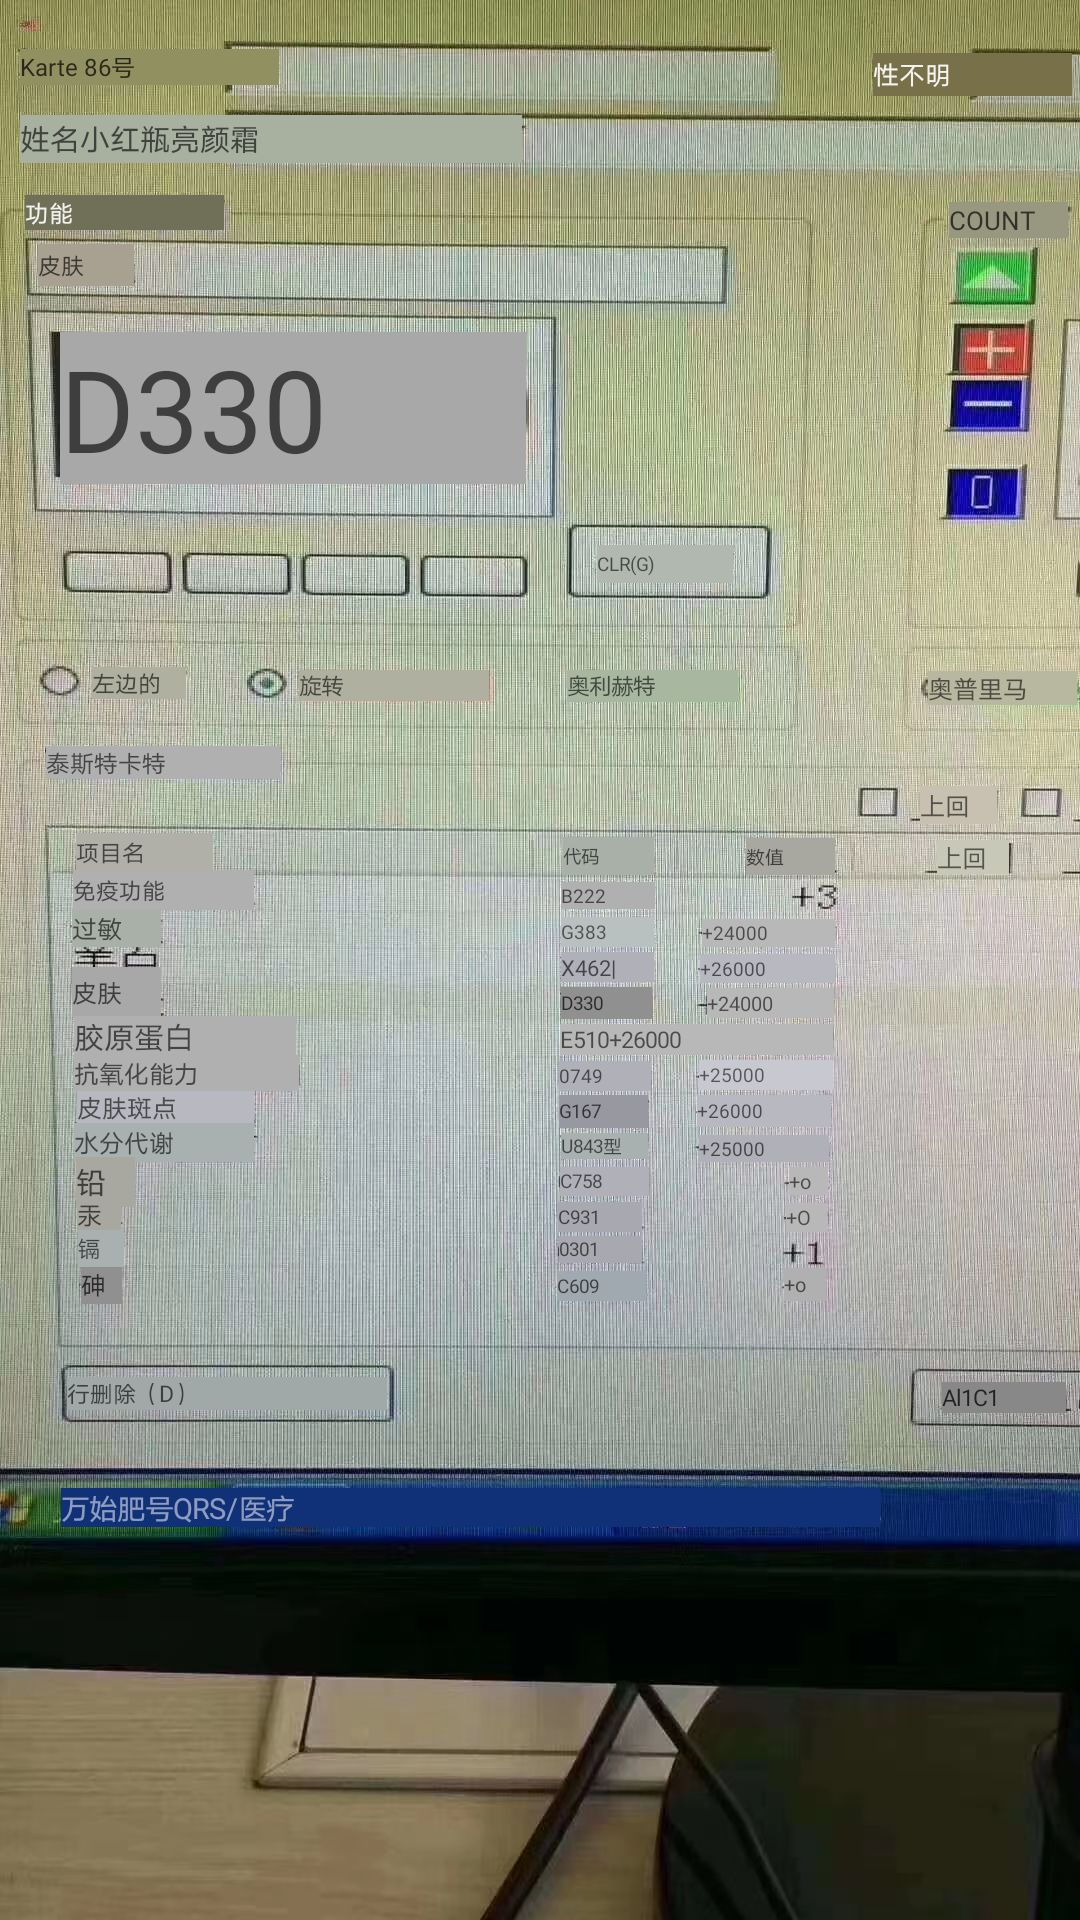 Karte 86号
性不明
姓名小红瓶亮颜霜
功能
COUNT
皮肤
D330
0
CLR(G)
左边的 旋转 奥利赫特 奥普里马
泰斯特卡特
上回
项目名 代码 数值 上回
免疫功能 B222 +3
过敏 G383 +24000
美白 X462| +26000
皮肤 D330 +24000
胶原蛋白 E510+26000
抗氧化能力 0749 +25000
皮肤斑点 G167 +26000
水分代谢 U843型 +25000
铅 C758 +o
汞 C931 +O
镉 0301 +1
砷 C609 +o
行删除（D） Al1C1
万始肥号QRS/医疗